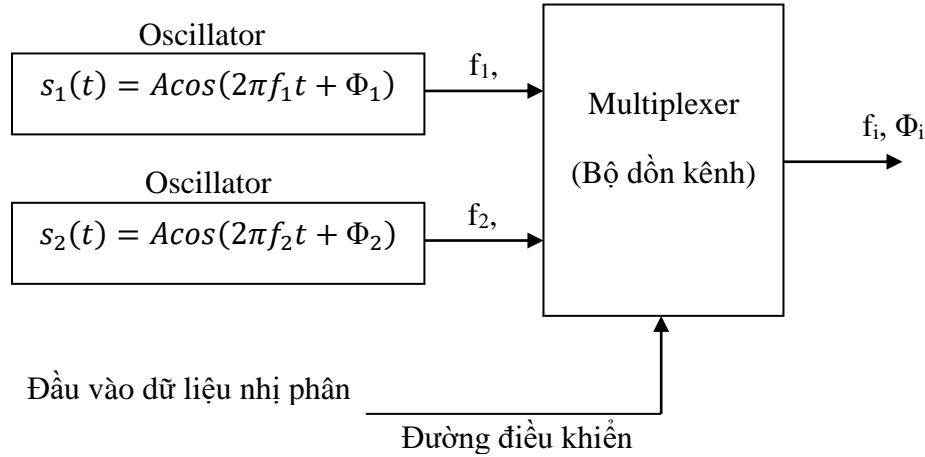 Oscillator
s₁(t) = Acos(2πf₁t + Φ₁)
f₁,
Multiplexer
(Bộ dồn kênh)
fᵢ, Φᵢ
Oscillator
s₂(t) = Acos(2πf₂t + Φ₂)
f₂,
Đầu vào dữ liệu nhị phân
Đường điều khiển